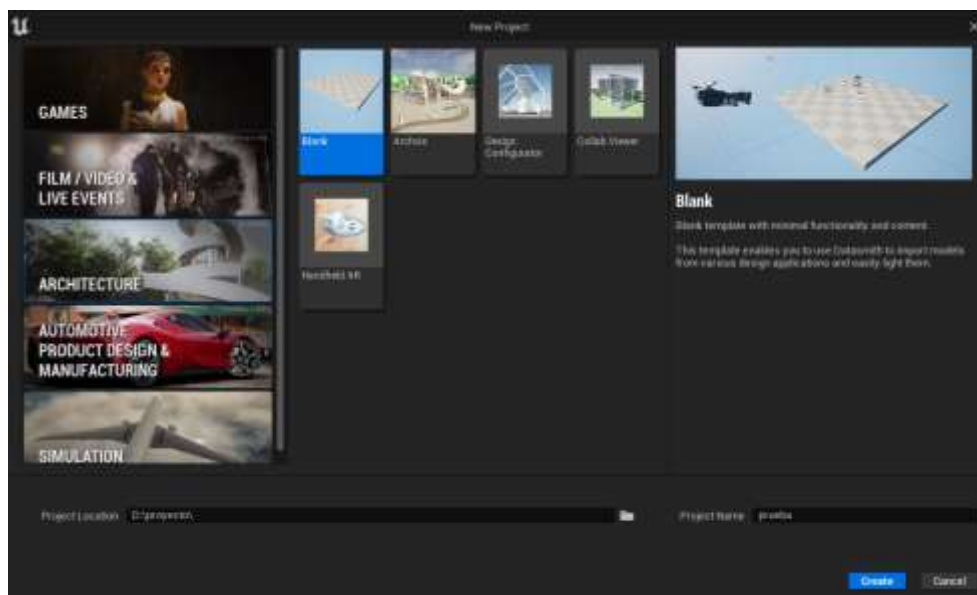 New Project
GAMES
FILM / VIDEO &
LIVE EVENTS
ARCHITECTURE
AUTOMOTIVE
PRODUCT DESIGN &
MANUFACTURING
SIMULATION
Blank
Archvis
Design
Configurator
Collab Viewer
Handheld AR
Blank
Blank template with minimal functionality and content.
This template enables you to use Datasmith to import models
from various design applications and easily light them.
Project Location
Project Name prueba
Create
Cancel